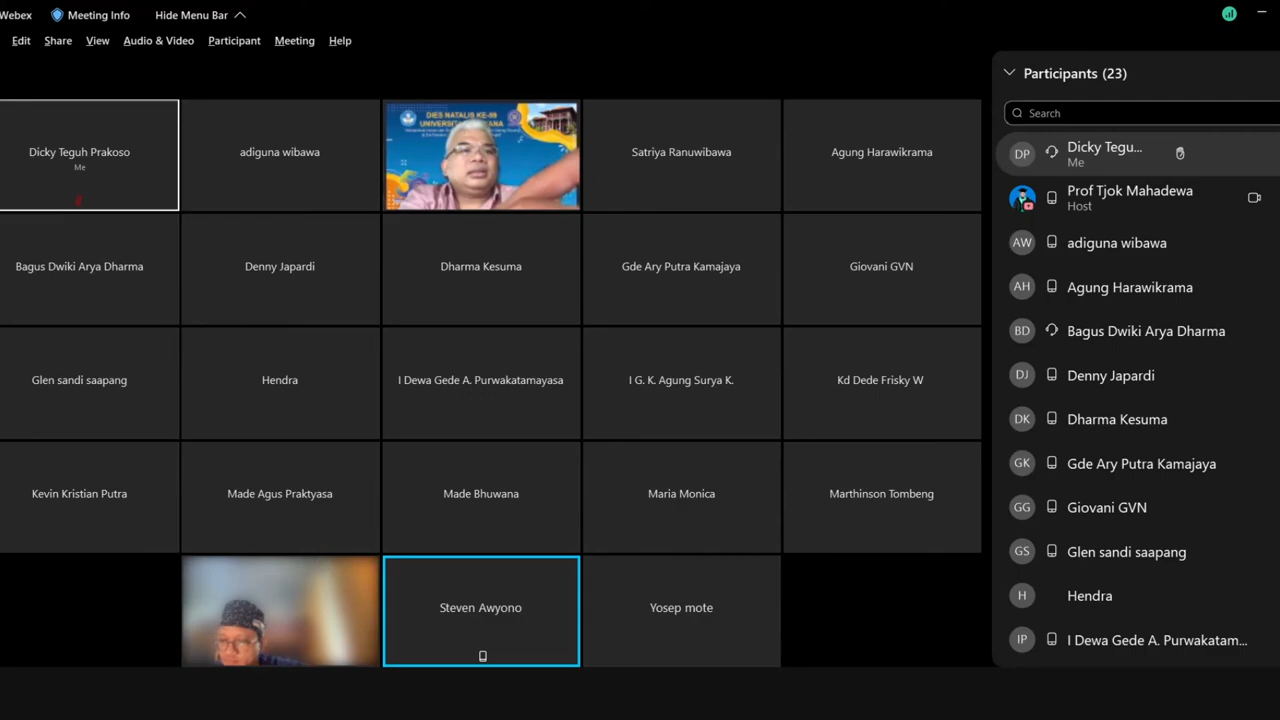 Webex
Meeting Info
Hide Menu Bar
Edit
Share
View
Audio & Video
Participant
Meeting
Help
Dicky Teguh Prakoso
Me
adiguna wibawa
DIES NATALIS KE-59
Satriya Ranuwibawa
Agung Harawikrama
Bagus Dwiki Arya Dharma
Denny Japardi
Dharma Kesuma
Gde Ary Putra Kamajaya
Giovani GVN
Glen sandi saapang
Hendra
I Dewa Gede A. Purwakatamayasa
I G. K. Agung Surya K.
Kd Dede Frisky W
Kevin Kristian Putra
Made Agus Praktyasa
Made Bhuwana
Maria Monica
Marthinson Tombeng
Steven Awyono
Yosep mote
Participants (23)
Search
DP
Dicky Tegu...
Me
Prof Tjok Mahadewa
Host
AW
adiguna wibawa
AH
Agung Harawikrama
BD
Bagus Dwiki Arya Dharma
DJ
Denny Japardi
DK
Dharma Kesuma
GK
Gde Ary Putra Kamajaya
GG
Giovani GVN
GS
Glen sandi saapang
H
Hendra
IP
I Dewa Gede A. Purwakatam...